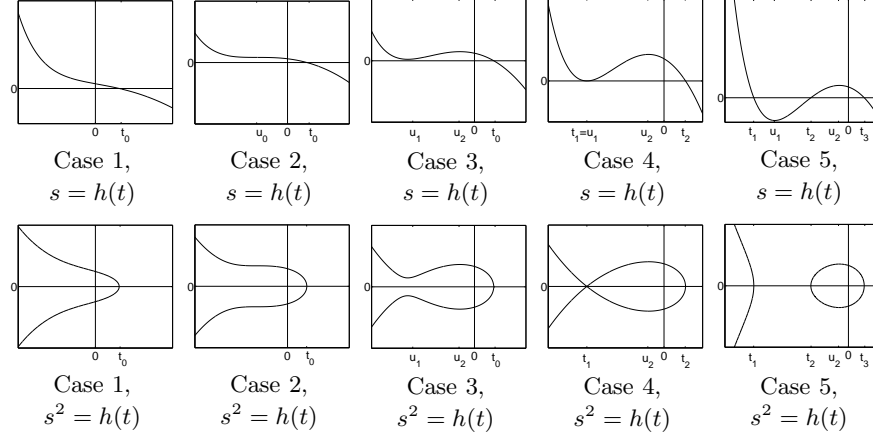 0
0 t₀
Case 1,
s = h(t)
0
u₀ 0 t₀
Case 2,
s = h(t)
0
u₁ u₂ 0 t₀
Case 3,
s = h(t)
0
t₁=u₁ u₂ 0 t₂
Case 4,
s = h(t)
0
t₁ u₁ t₂ u₂ 0 t₃
Case 5,
s = h(t)
0
0 t₀
Case 1,
s² = h(t)
0
0 t₀
Case 2,
s² = h(t)
0
u₁ u₂ 0 t₀
Case 3,
s² = h(t)
0
t₁ u₂ 0 t₂
Case 4,
s² = h(t)
0
t₁ t₂ u₂ 0 t₃
Case 5,
s² = h(t)